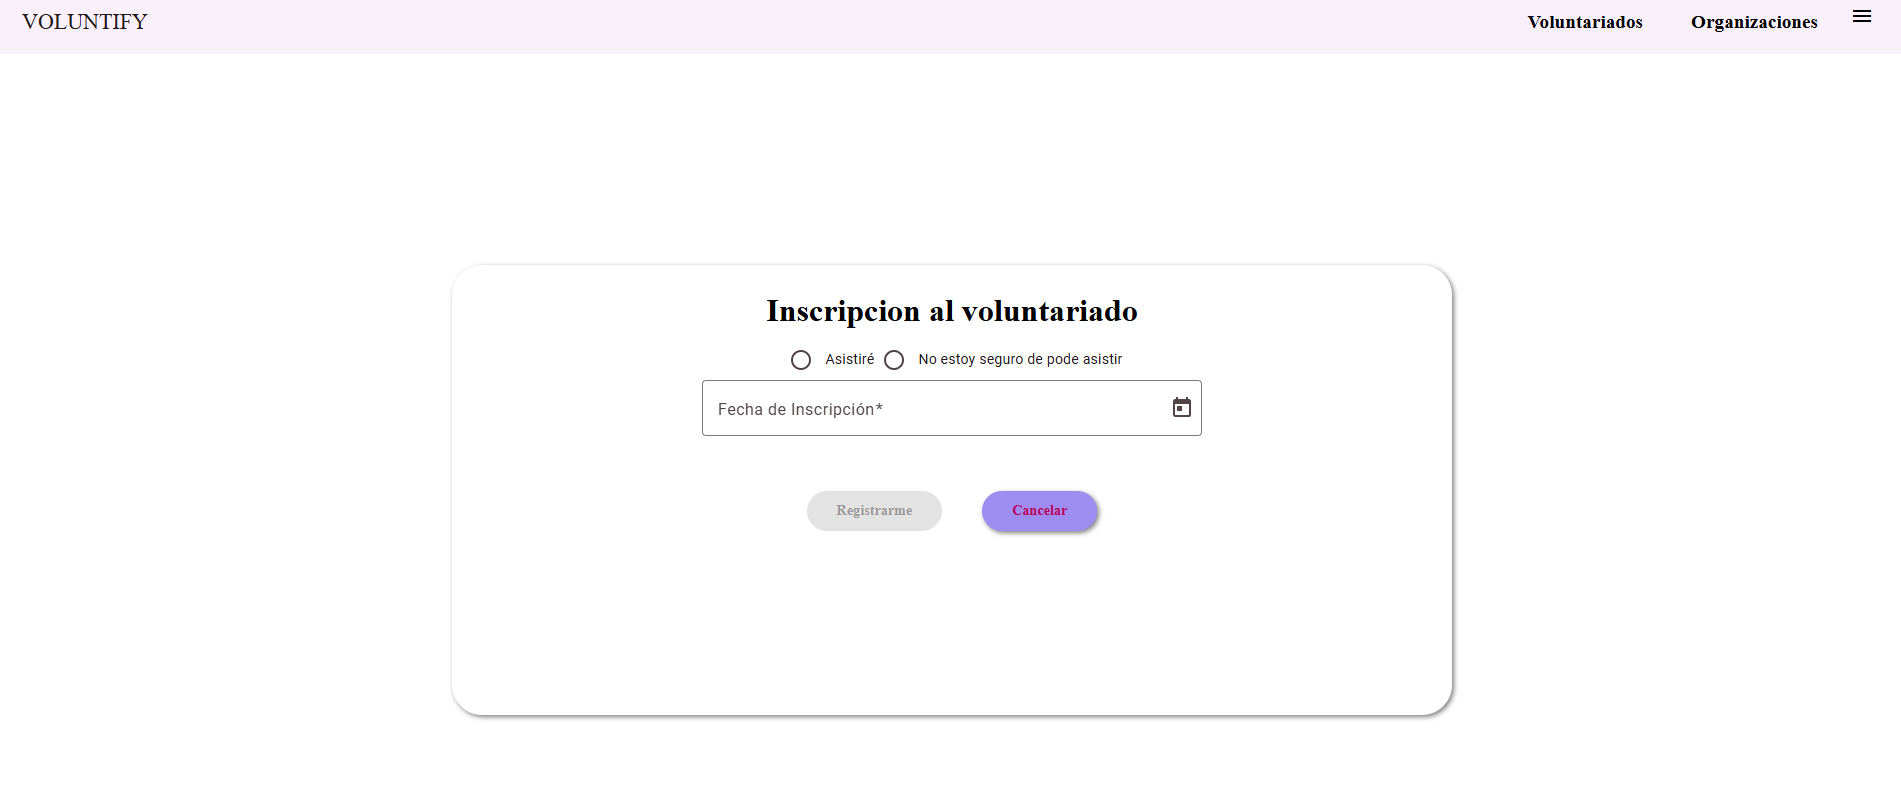 VOLUNTIFY Voluntariados Organizaciones
Inscripcion al voluntariado
Asistiré No estoy seguro de pode asistir
Fecha de Inscripción*
Registrarme Cancelar